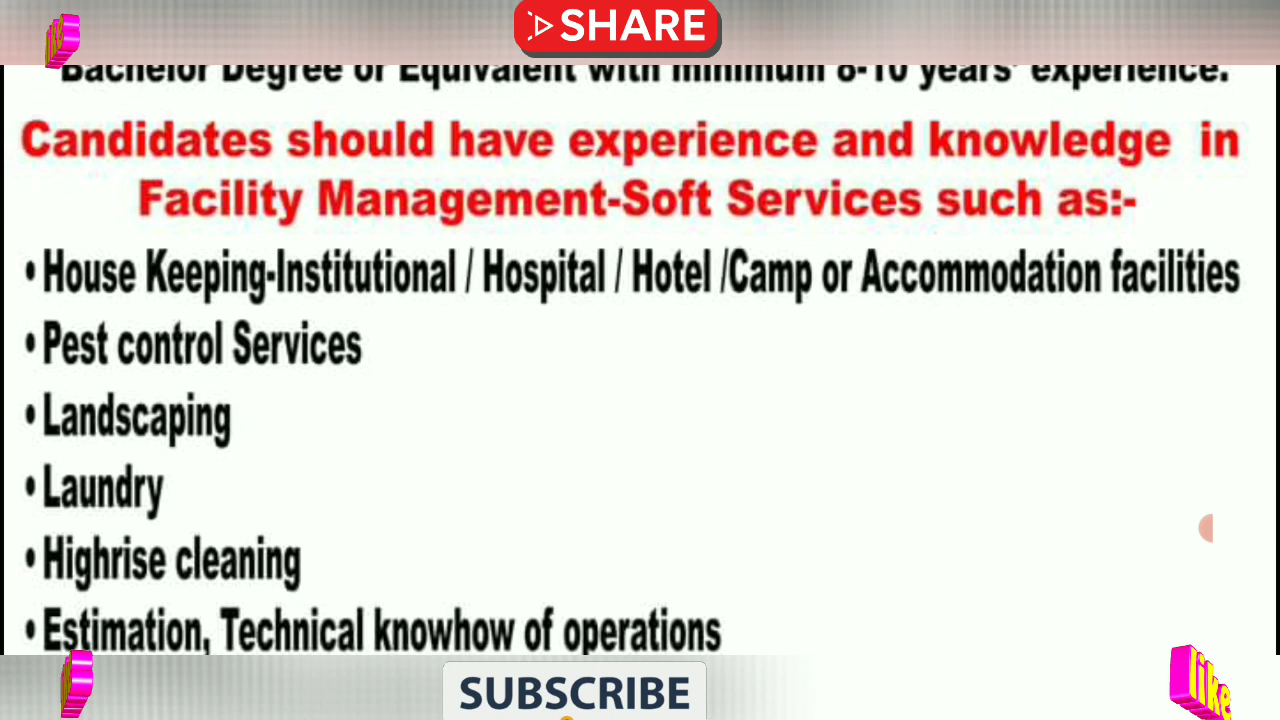 SHARE
Bachelor Degree or Equivalent with minimum 8-10 years' experience.
Candidates should have experience and knowledge in
Facility Management-Soft Services such as:-
• House Keeping-Institutional / Hospital / Hotel /Camp or Accommodation facilities
• Pest control Services
• Landscaping
• Laundry
• Highrise cleaning
• Estimation, Technical knowhow of operations
SUBSCRIBE
like